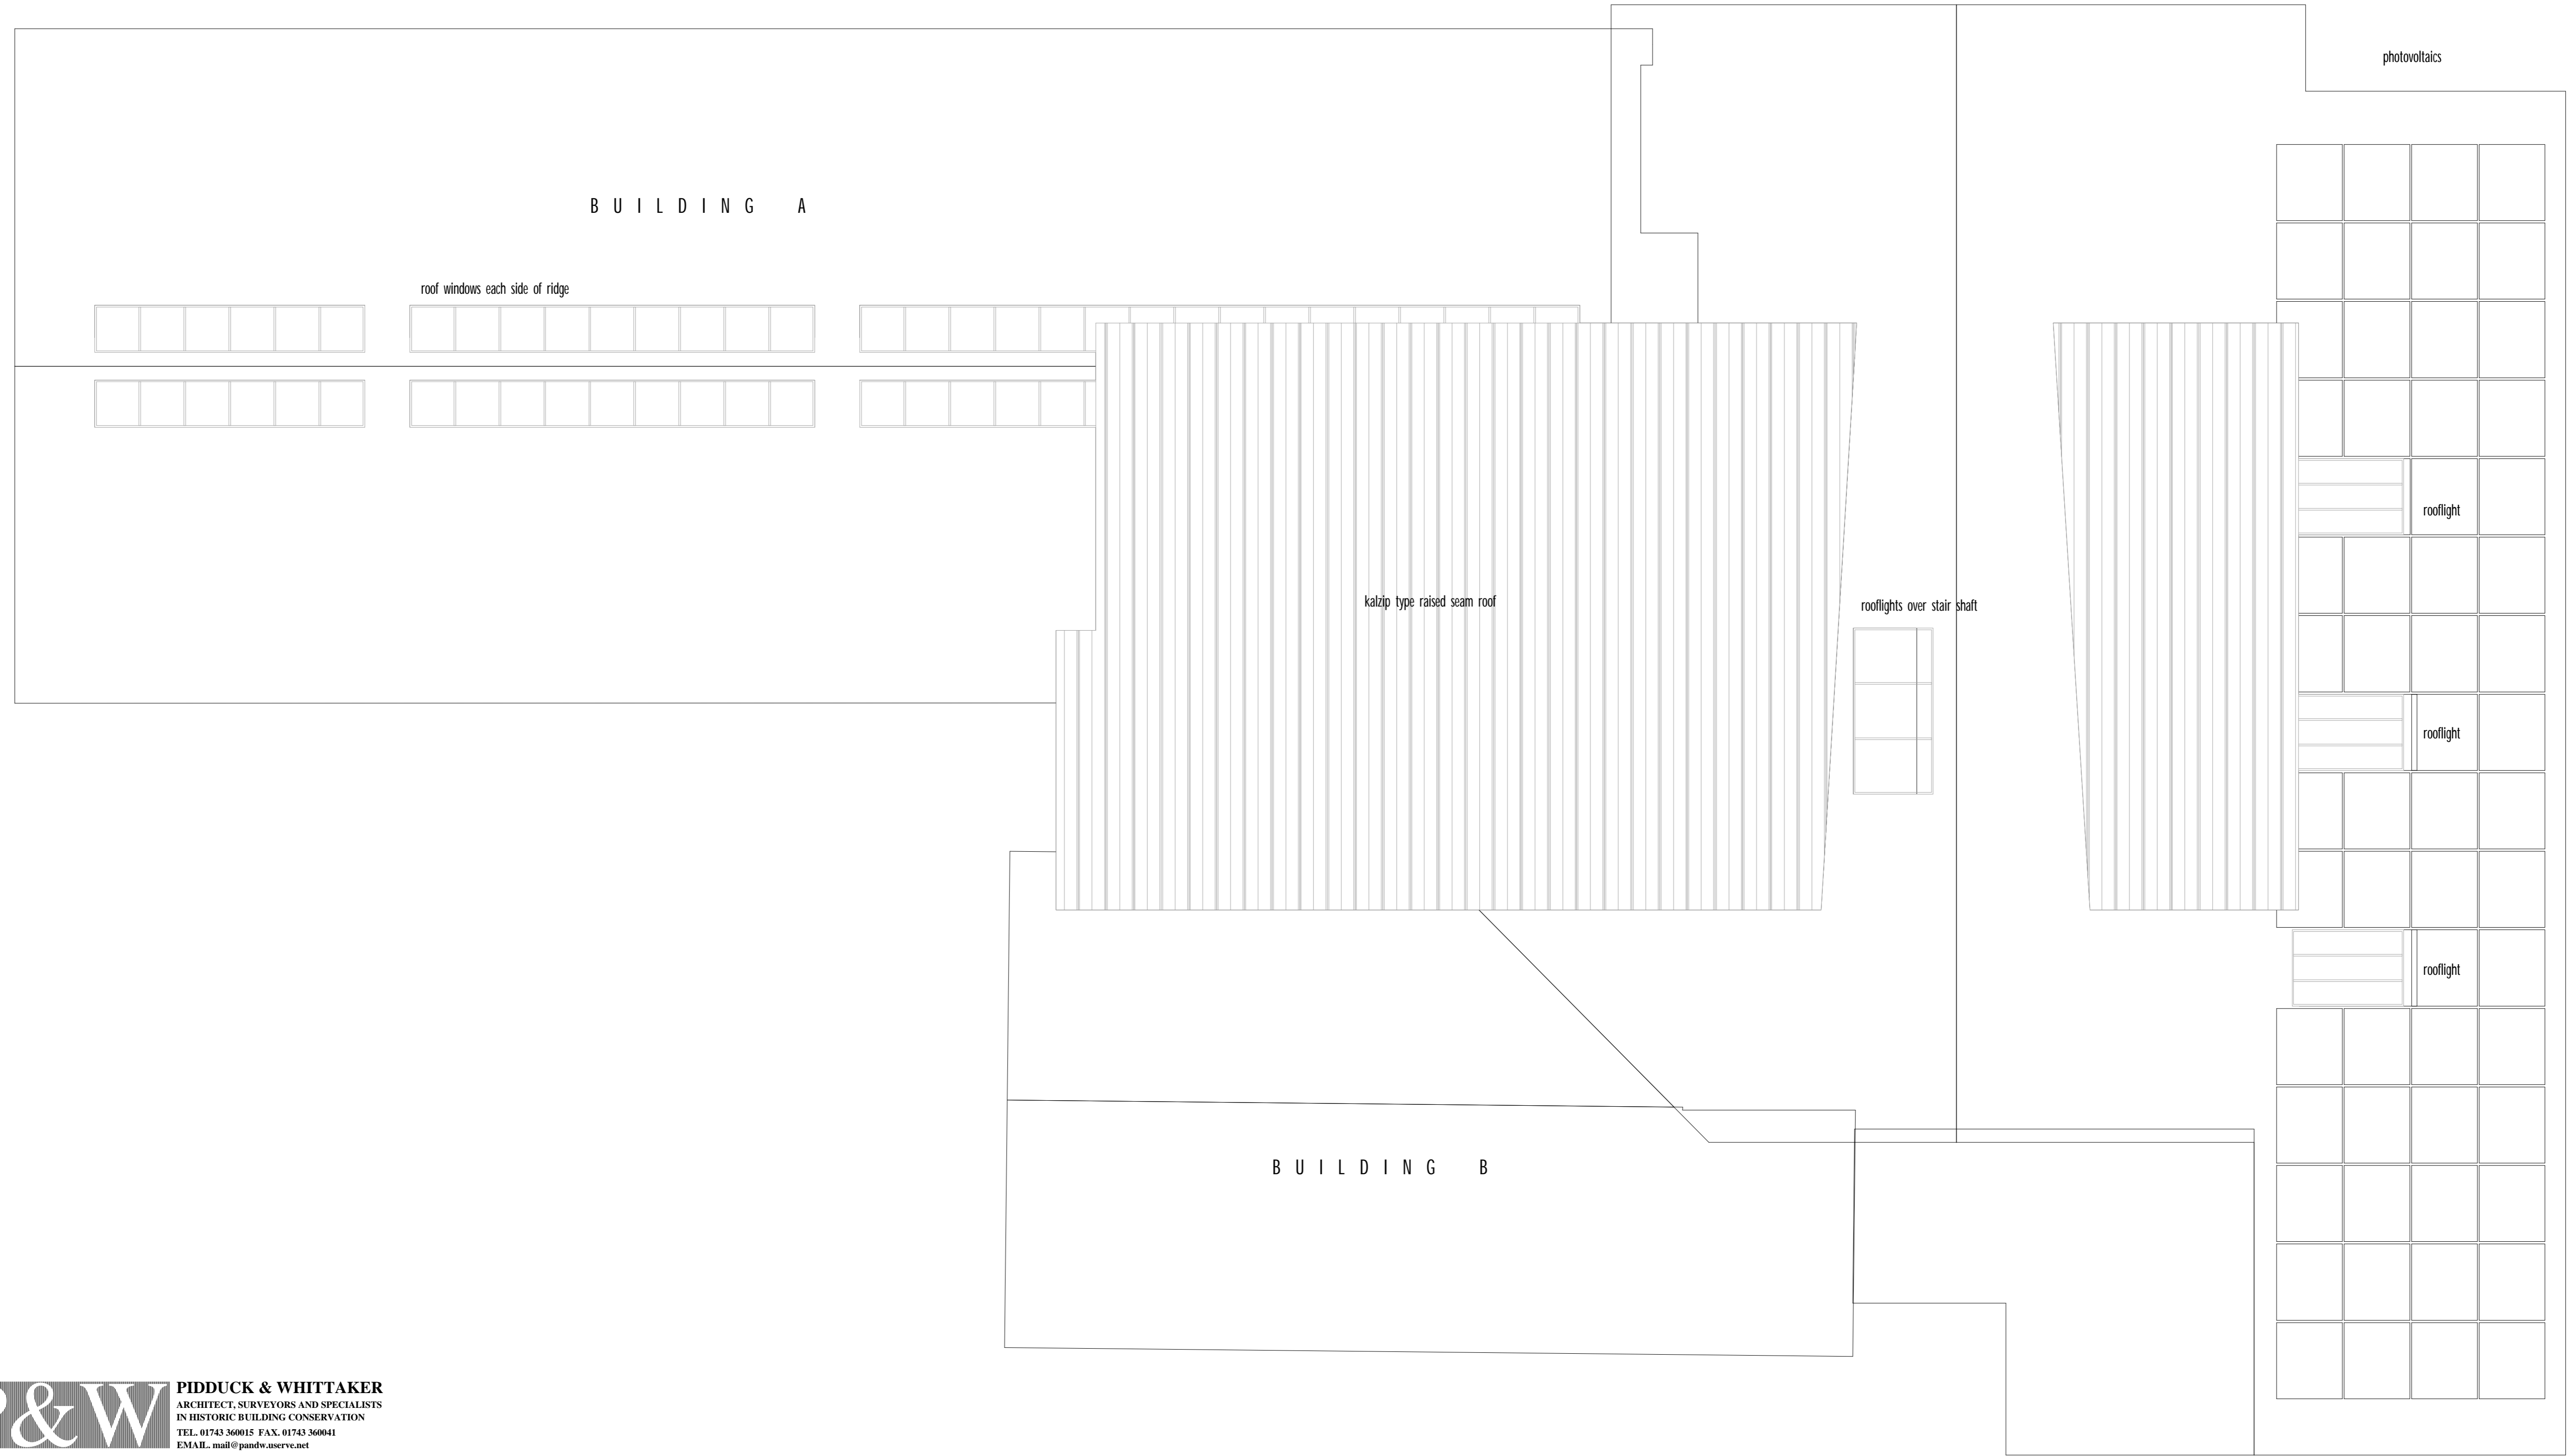 photovoltaics
BUILDING A
roof windows each side of ridge
rooflight
kalzip type raised seam roof
rooflights over stair shaft
rooflight
rooflight
BUILDING B
&W
PIDDUCK & WHITTAKER
ARCHITECT, SURVEYORS AND SPECIALISTS
IN HISTORIC BUILDING CONSERVATION
TEL. 01743 360015 FAX. 01743 360041
EMAIL. mail@pandw.userve.net